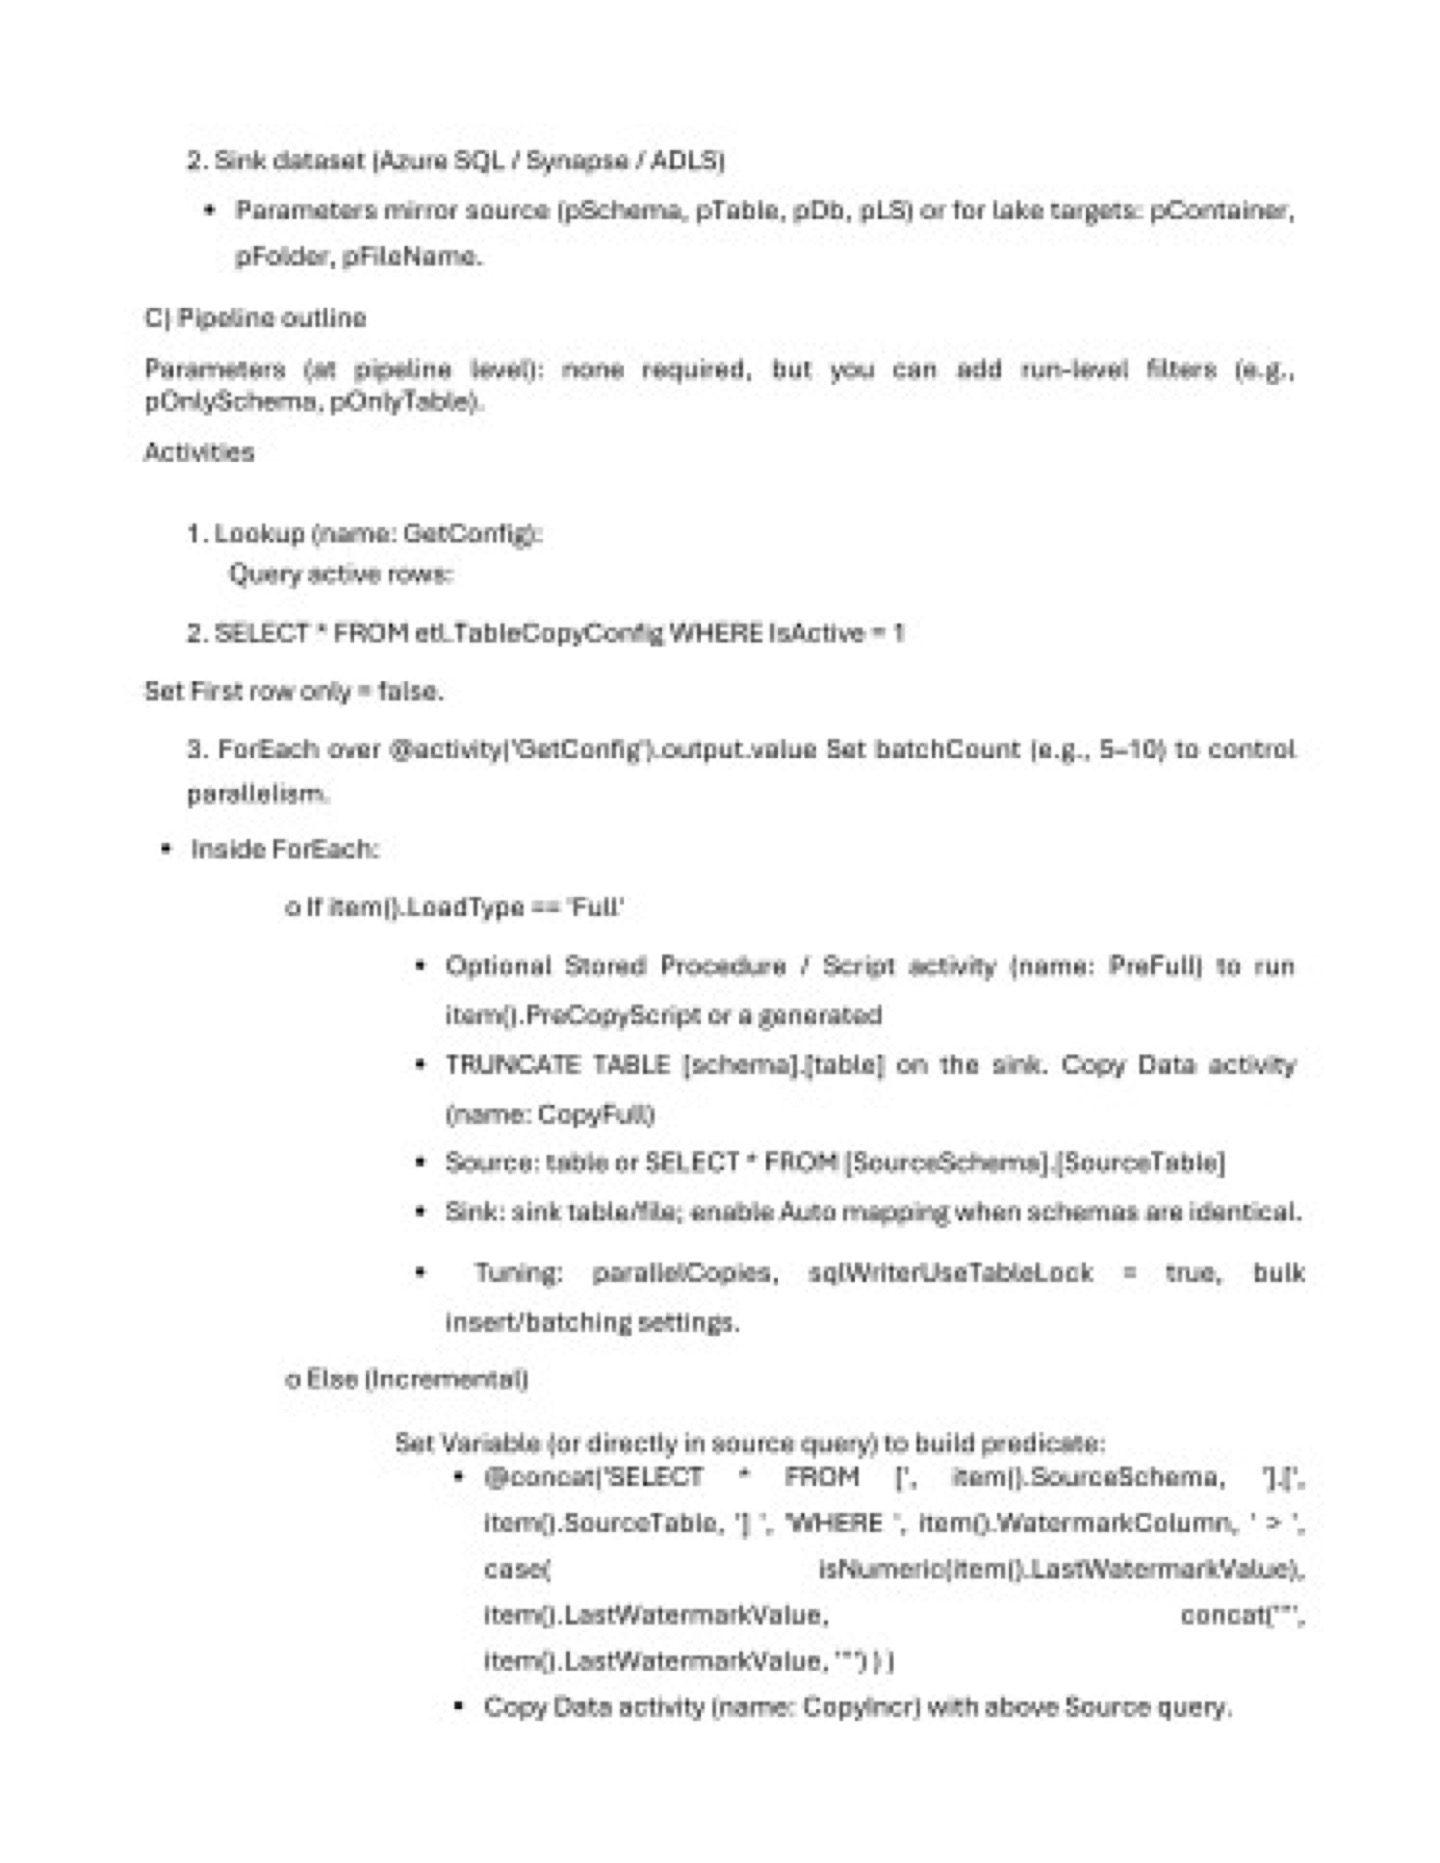 2. Sink dataset (Azure SQL / Synapse / ADLS)
• Parameters mirror source (pSchema, pTable, pDb, pLS) or for lake targets: pContainer,
pFolder, pFileName.
C) Pipeline outline
Parameters (at pipeline level): none required, but you can add run-level filters (e.g.,
pOnlySchema, pOnlyTable).
Activities
1. Lookup (name: GetConfig):
Query active rows:
2. SELECT * FROM etl.TableCopyConfig WHERE IsActive = 1
Set First row only = false.
3. ForEach over @activity('GetConfig').output.value Set batchCount (e.g., 5–10) to control
parallelism.
• Inside ForEach:
o If item().LoadType == 'Full'
• Optional Stored Procedure / Script activity (name: PreFull) to run
item().PreCopyScript or a generated
• TRUNCATE TABLE [schema].[table] on the sink. Copy Data activity
(name: CopyFull)
• Source: table or SELECT * FROM [SourceSchema].[SourceTable]
• Sink: sink table/file; enable Auto mapping when schemas are identical.
• Tuning: parallelCopies, sqlWriterUseTableLock = true, bulk
insert/batching settings.
o Else (Incremental)
Set Variable (or directly in source query) to build predicate:
▪ @concat('SELECT * FROM [', item().SourceSchema, '].[',
item().SourceTable, '] ', 'WHERE ', item().WatermarkColumn, ' > ',
case( isNumeric(item().LastWatermarkValue),
item().LastWatermarkValue, concat('''',
item().LastWatermarkValue, '''') ) )
▪ Copy Data activity (name: CopyIncr) with above Source query.